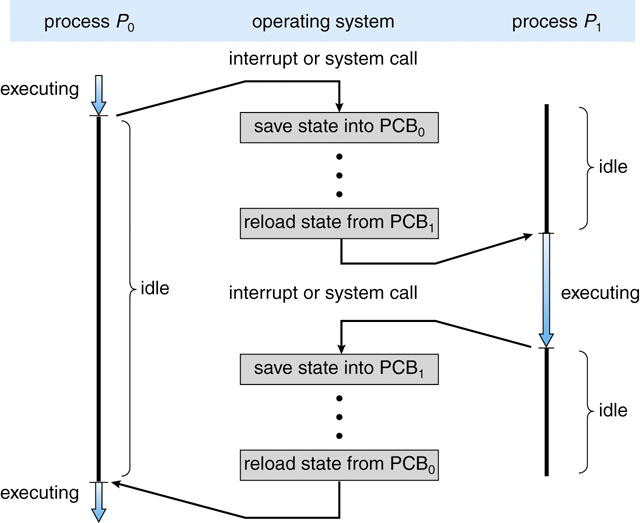 process P0
operating system
process P1
interrupt or system call
executing
save state into PCB0
idle
reload state from PCB1
idle
interrupt or system call
executing
save state into PCB1
idle
reload state from PCB0
executing